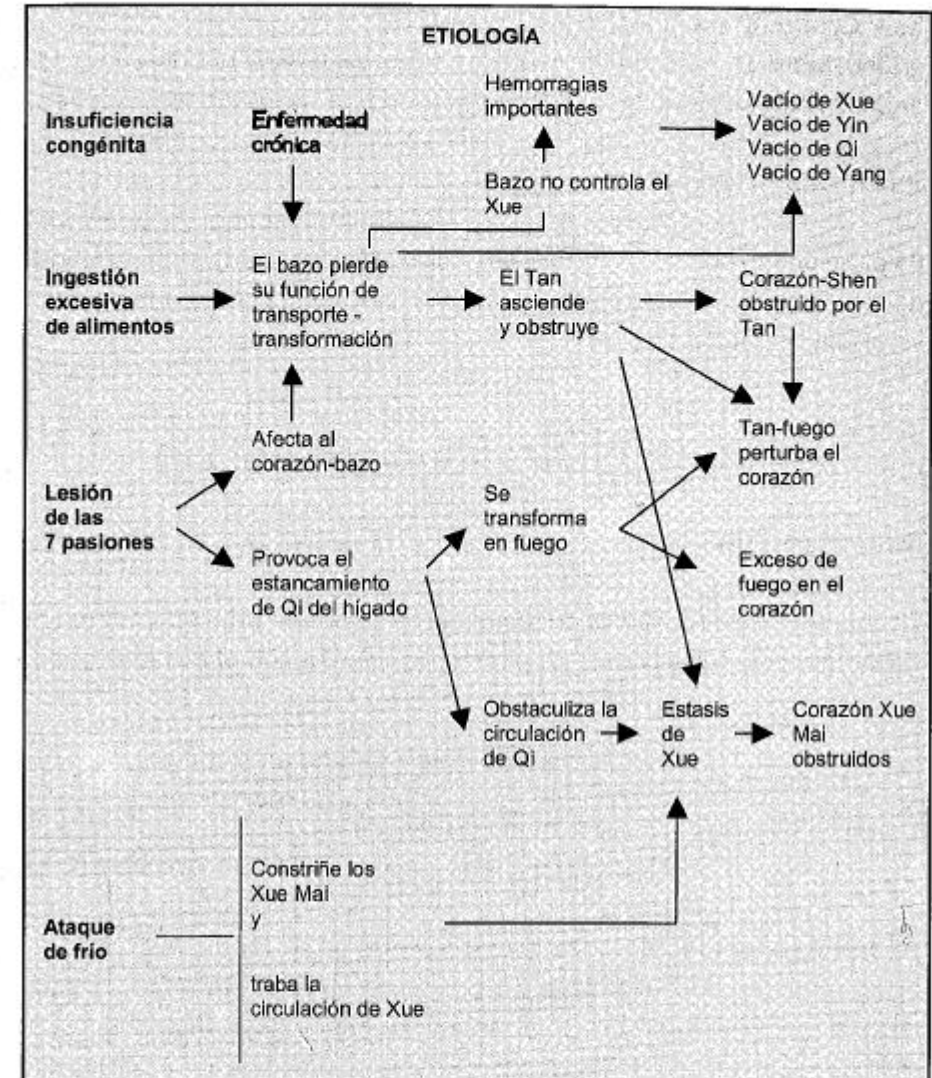 ETIOLOGÍA
Insuficiencia
congénita
Enfermedad
crónica
Hemorragias
importantes
Bazo no controla el
Xue
Vacío de Xue
Vacío de Yin
Vacío de Qi
Vacío de Yang
Ingestión
excesiva
de alimentos
El bazo pierde
su función de
transporte -
transformación
El Tan
asciende
y obstruye
Corazón-Shen
obstruido por el
Tan
Afecta al
corazón-bazo
Tan-fuego
perturba el
corazón
Lesión
de las
7 pasiones
Se
transforma
en fuego
Provoca el
estancamiento
de Qi del hígado
Exceso de
fuego en el
corazón
Obstaculiza la
circulación
de Qi
Estasis
de
Xue
Corazón Xue
Mai
obstruidos
Ataque
de frio
Constriñe los
Xue Mai
y
traba la
circulación de Xue